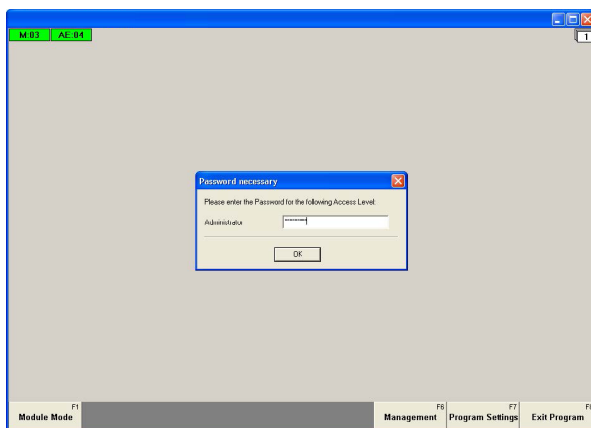 M:03 AE:04
1
Password necessary
Please enter the Password for the following Access Level:
Administrator
OK
F1
Module Mode
F6
Management
F7
Program Settings
Exit Program